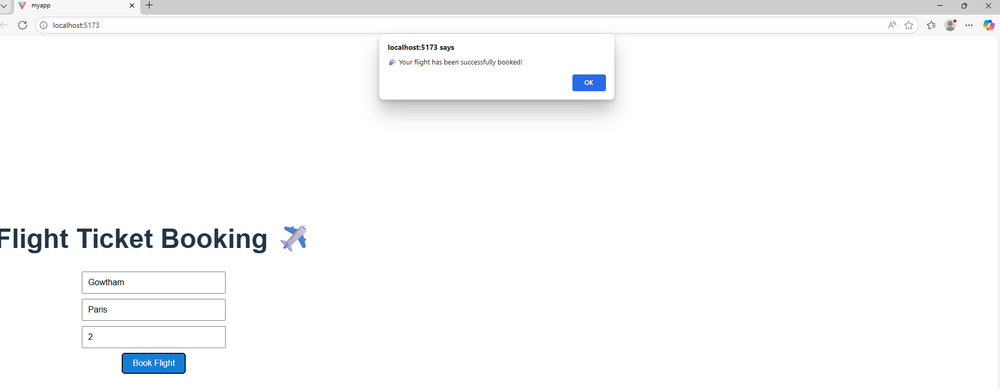 myapp
localhost:5173
localhost:5173 says
🎉 Your flight has been successfully booked!
OK
Flight Ticket Booking ✈️
Gowtham
Paris
2
Book Flight